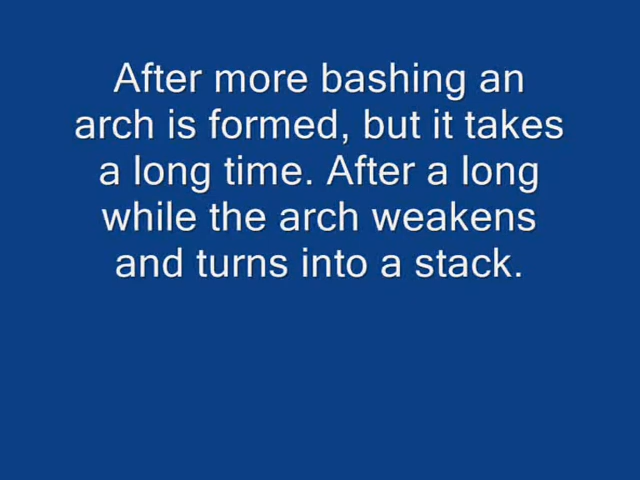 After more bashing an
arch is formed, but it takes
a long time. After a long
while the arch weakens
and turns into a stack.